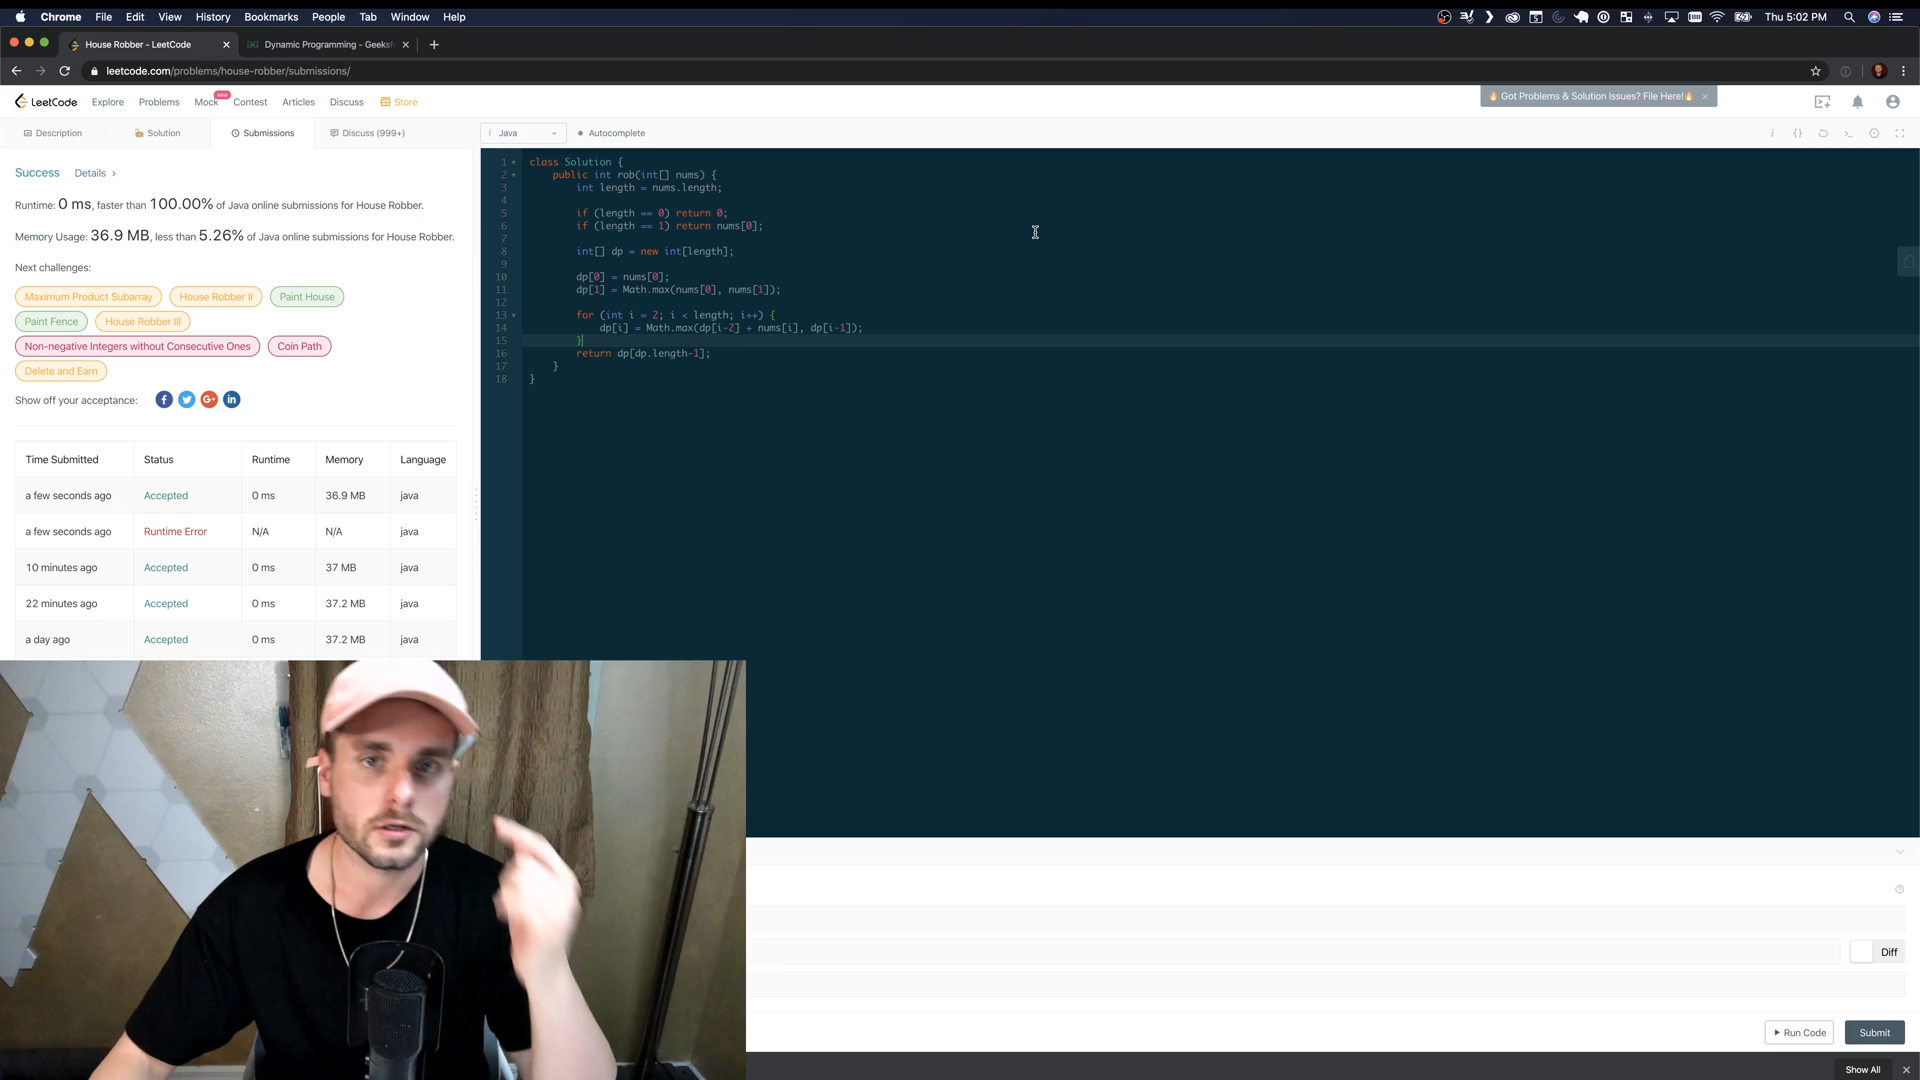 Chrome File Edit View History Bookmarks People Tab Window Help
Thu 5:02 PM
House Robber - LeetCode
Dynamic Programming - Geeksf
leetcode.com/problems/house-robber/submissions/
LeetCode Explore Problems Mock new Contest Articles Discuss Store
Got Problems & Solution Issues? File Here!
Description Solution Submissions Discuss (999+)
i Java Autocomplete
Success Details
Runtime: 0 ms, faster than 100.00% of Java online submissions for House Robber.
Memory Usage: 36.9 MB, less than 5.26% of Java online submissions for House Robber.
Next challenges:
Maximum Product Subarray House Robber II Paint House
Paint Fence House Robber III
Non-negative Integers without Consecutive Ones Coin Path
Delete and Earn
Show off your acceptance:
Time Submitted Status Runtime Memory Language
a few seconds ago Accepted 0 ms 36.9 MB java
a few seconds ago Runtime Error N/A N/A java
10 minutes ago Accepted 0 ms 37 MB java
22 minutes ago Accepted 0 ms 37.2 MB java
a day ago Accepted 0 ms 37.2 MB java
1 class Solution {
2 public int rob(int[] nums) {
3 int length = nums.length;
4
5 if (length == 0) return 0;
6 if (length == 1) return nums[0];
7
8 int[] dp = new int[length];
9
10 dp[0] = nums[0];
11 dp[1] = Math.max(nums[0], nums[1]);
12
13 for (int i = 2; i < length; i++) {
14 dp[i] = Math.max(dp[i-2] + nums[i], dp[i-1]);
15 }
16 return dp[dp.length-1];
17 }
18 }
Diff
Run Code Submit
Show All